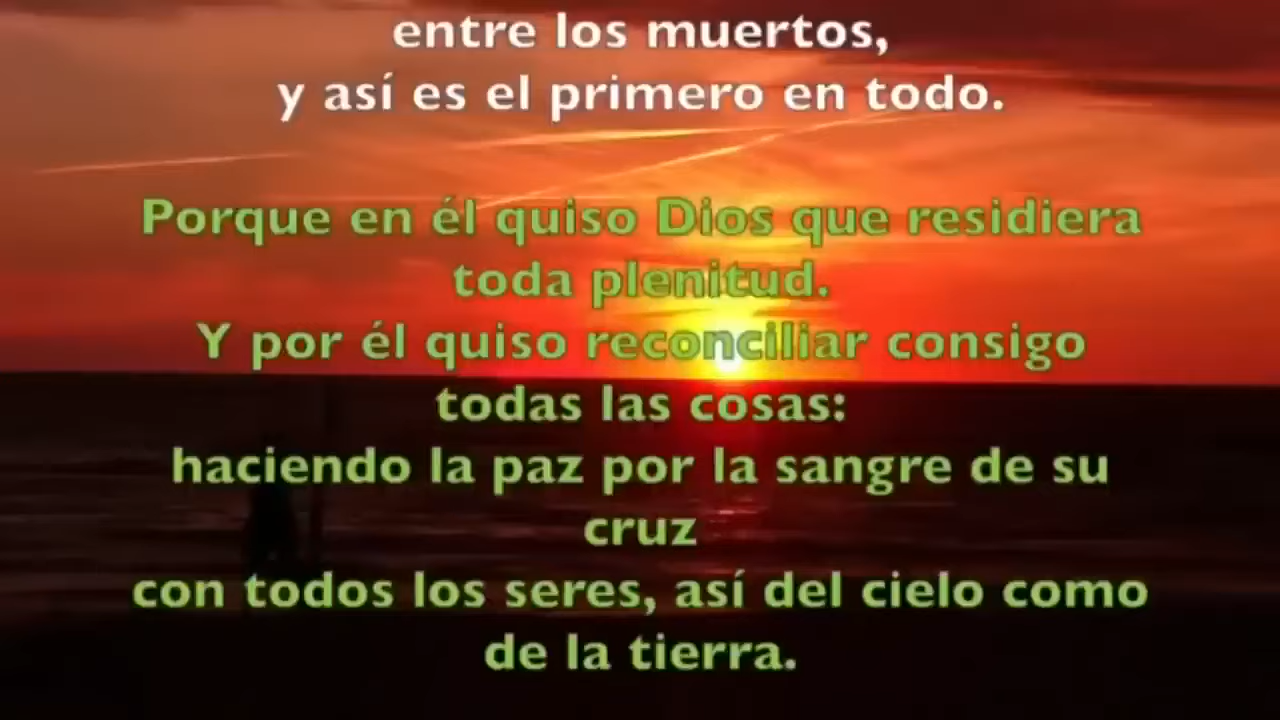 entre los muertos,
y así es el primero en todo.
Porque en él quiso Dios que residiera
toda plenitud.
Y por él quiso reconciliar consigo
todas las cosas:
haciendo la paz por la sangre de su
cruz
con todos los seres, así del cielo como
de la tierra.